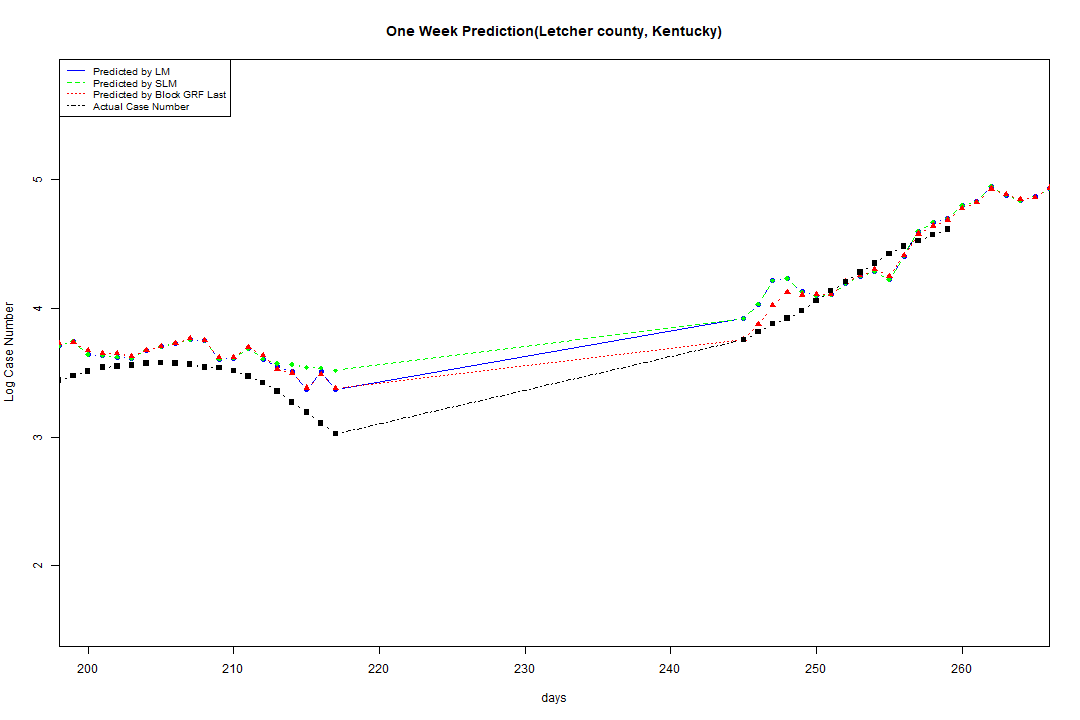 One Week Prediction(Letcher county, Kentucky)
Predicted by LM
Predicted by SLM
Predicted by Block GRF Last
Actual Case Number
Log Case Number
5
4
3
2
200 210 220 230 240 250 260
days